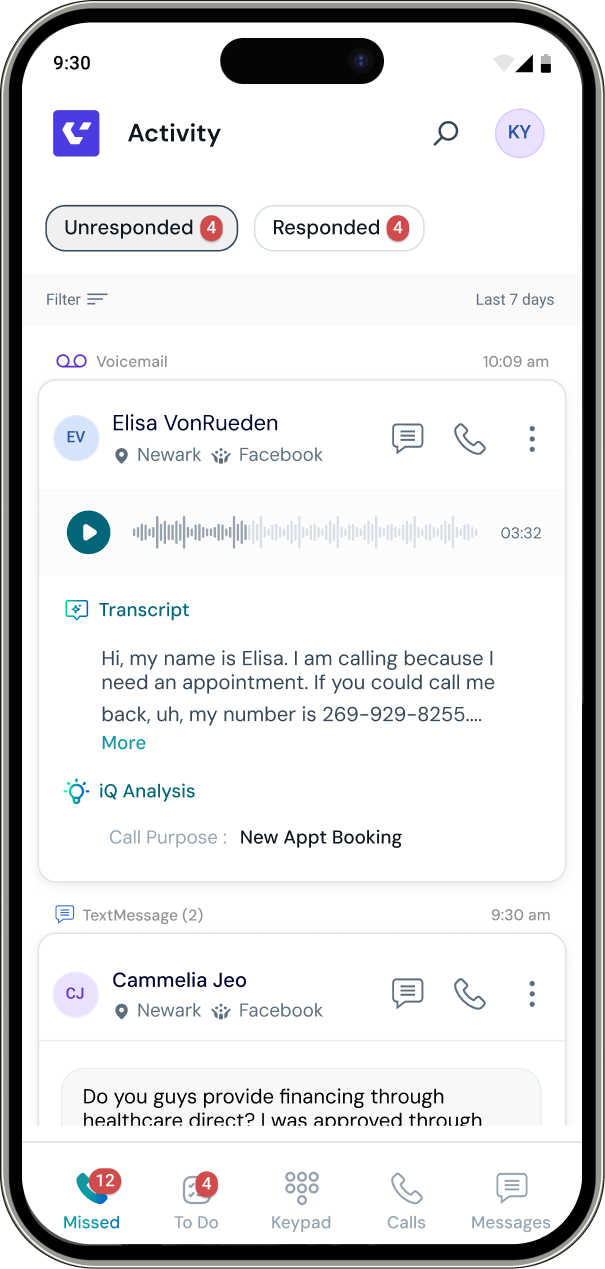 9:30
Activity
KY
Unresponded 4
Responded 4
Filter
Last 7 days
Voicemail
10:09 am
EV
Elisa VonRueden
Newark
Facebook
03:32
Transcript
Hi, my name is Elisa. I am calling because I
need an appointment. If you could call me
back, uh, my number is 269-929-8255....
More
iQ Analysis
Call Purpose : New Appt Booking
TextMessage (2)
9:30 am
CJ
Cammelia Jeo
Newark
Facebook
Do you guys provide financing through
healthcare direct? I was approved through
12
Missed
4
To Do
Keypad
Calls
Messages